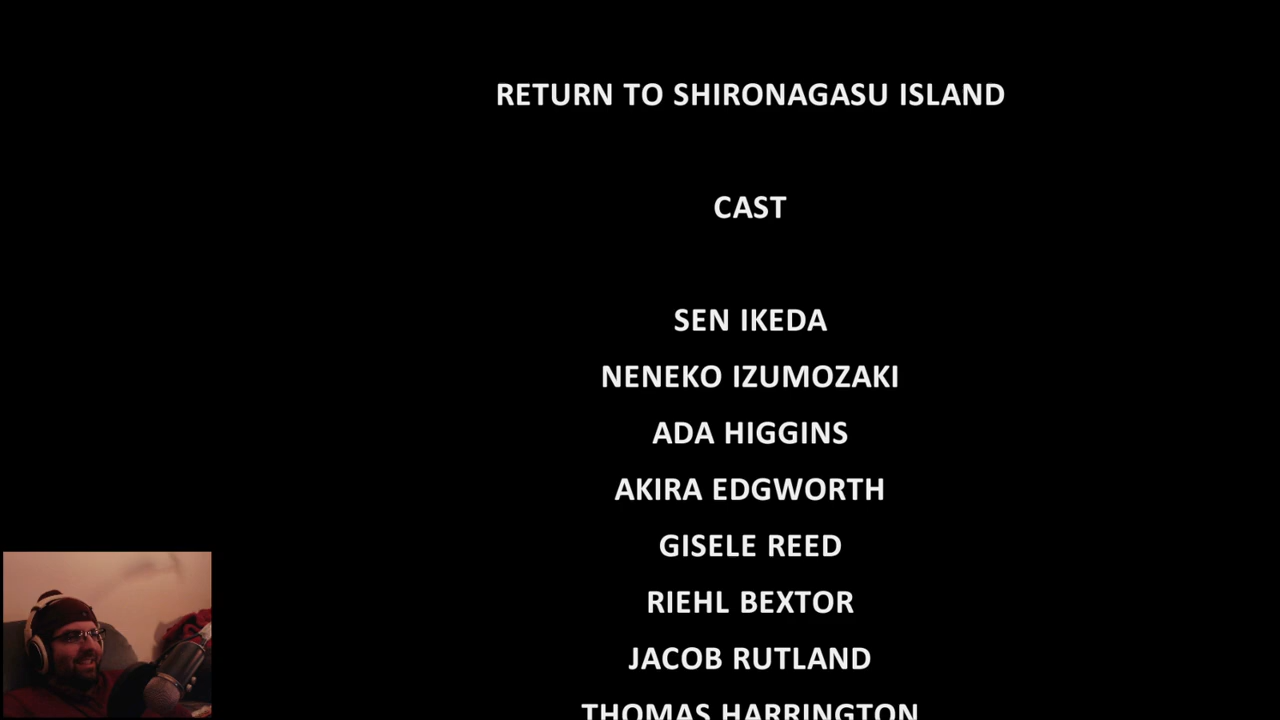 RETURN TO SHIRONAGASU ISLAND
CAST
SEN IKEDA
NENEKO IZUMOZAKI
ADA HIGGINS
AKIRA EDGWORTH
GISELE REED
RIEHL BEXTOR
JACOB RUTLAND
THOMAS HARRINGTON